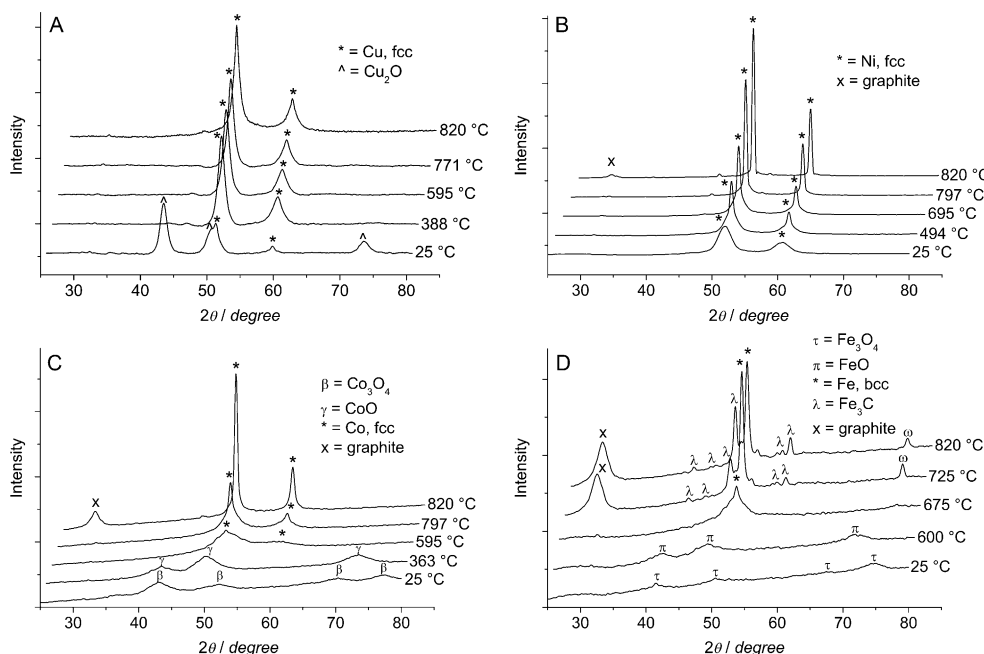 A
*
* = Cu, fcc
^ = Cu2O
*
*
*
*
*
*
*
*
^
^
*
*
^
820 °C
771 °C
595 °C
388 °C
25 °C
Intensity
30 40 50 60 70 80
2θ / degree
B
*
* = Ni, fcc
x = graphite
*
*
*
*
*
*
*
*
*
x
820 °C
797 °C
695 °C
494 °C
25 °C
Intensity
30 40 50 60 70 80
2θ / degree
C
*
β = Co3O4
γ = CoO
* = Co, fcc
x = graphite
*
*
*
*
*
x
γ
γ
γ
β
β
β
β
820 °C
797 °C
595 °C
363 °C
25 °C
Intensity
30 40 50 60 70 80
2θ / degree
D
τ = Fe3O4
π = FeO
* = Fe, bcc
λ = Fe3C
x = graphite
*
*
x
x
λ
λ
λ
λ
λ
λ
ω
λ
λ
λ
λ
ω
*
π
π
π
τ
τ
τ
τ
820 °C
725 °C
675 °C
600 °C
25 °C
Intensity
30 40 50 60 70 80
2θ / degree